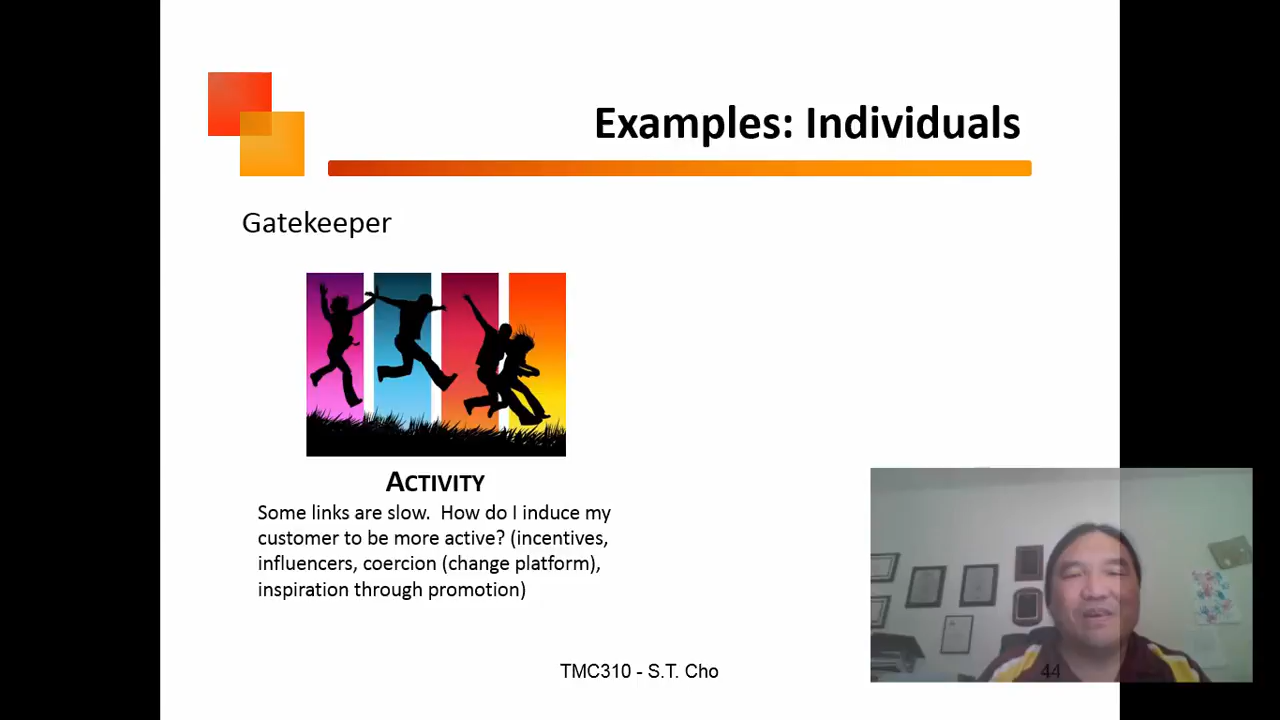 Examples: Individuals
Gatekeeper
ACTIVITY
Some links are slow.  How do I induce my
customer to be more active? (incentives,
influencers, coercion (change platform),
inspiration through promotion)
TMC310 - S.T. Cho
44